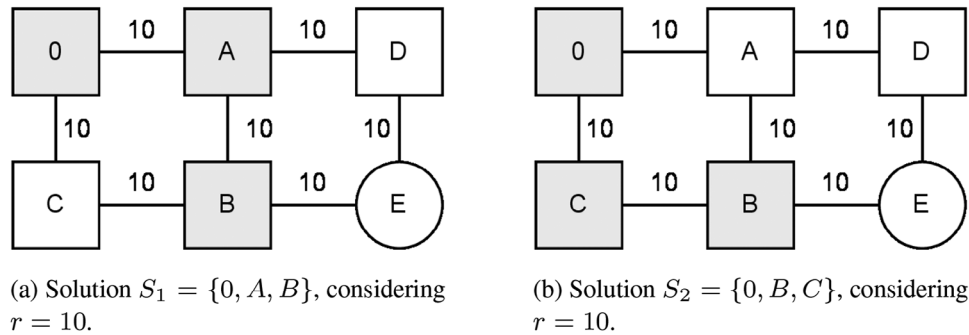 0 10 A 10 D
10 10 10
C 10 B 10 E
(a) Solution S₁ = {0, A, B}, considering
r = 10.
0 10 A 10 D
10 10 10
C 10 B 10 E
(b) Solution S₂ = {0, B, C}, considering
r = 10.